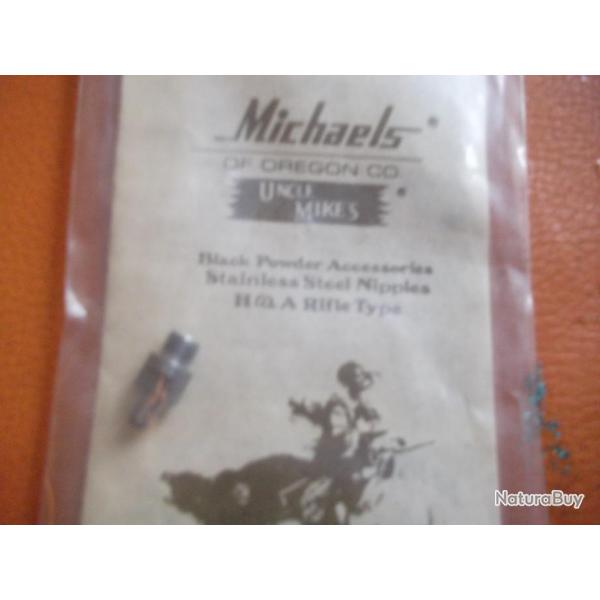 Michaels®
OF OREGON CO.
UNCLE
MIKE'S ®
Black Powder Accessories
Stainless Steel Nipples
H & A Rifle Type
NaturaBuy